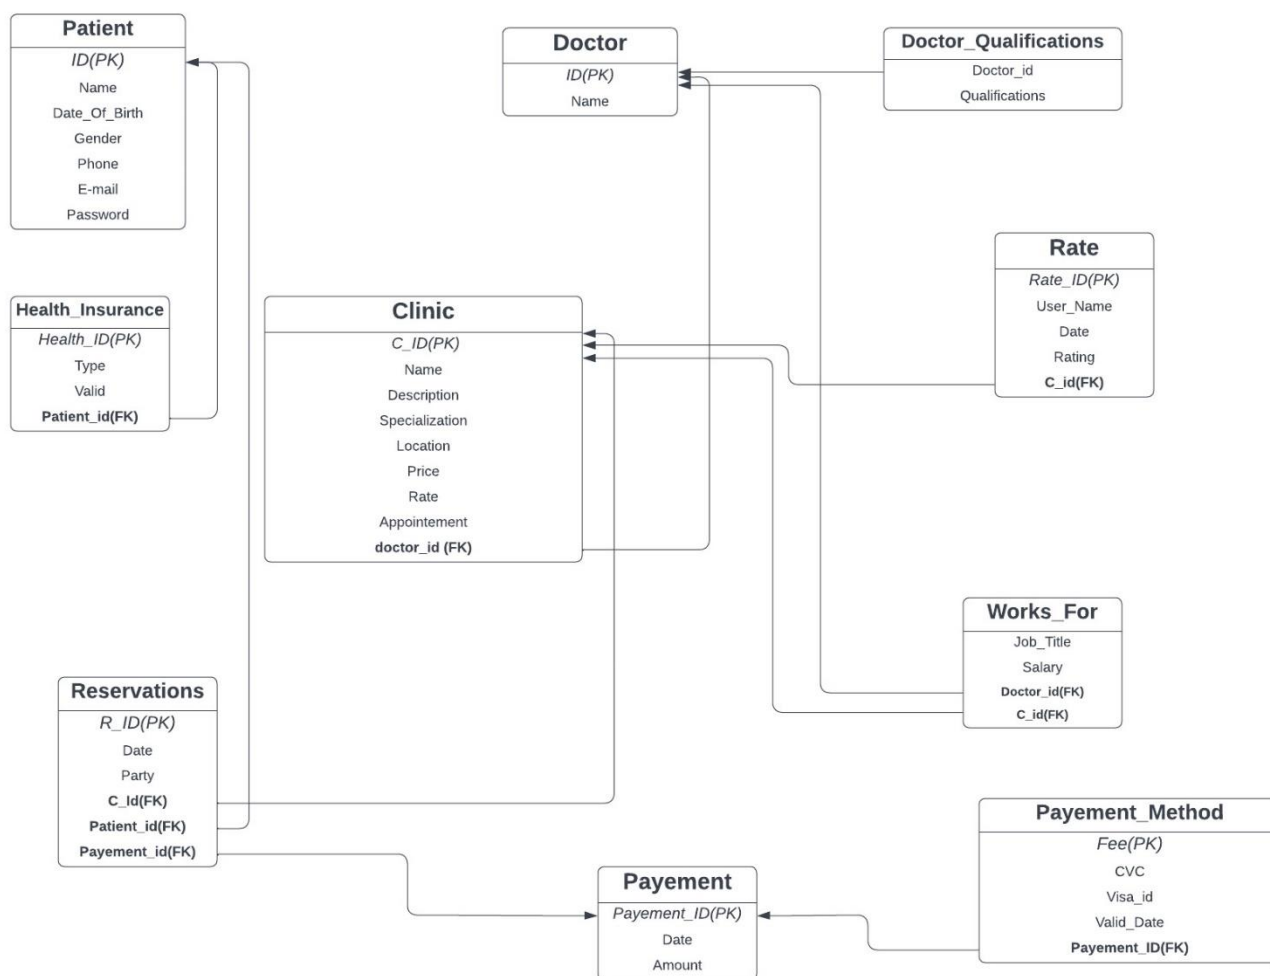 Patient
ID(PK)
Name
Date_Of_Birth
Gender
Phone
E-mail
Password
Doctor
ID(PK)
Name
Doctor_Qualifications
Doctor_id
Qualifications
Rate
Rate_ID(PK)
User_Name
Date
Rating
C_id(FK)
Health_Insurance
Health_ID(PK)
Type
Valid
Patient_id(FK)
Clinic
C_ID(PK)
Name
Description
Specialization
Location
Price
Rate
Appointement
doctor_id (FK)
Works_For
Job_Title
Salary
Doctor_id(FK)
C_id(FK)
Reservations
R_ID(PK)
Date
Party
C_Id(FK)
Patient_id(FK)
Payement_id(FK)
Payement
Payement_ID(PK)
Date
Amount
Payement_Method
Fee(PK)
CVC
Visa_id
Valid_Date
Payement_ID(FK)